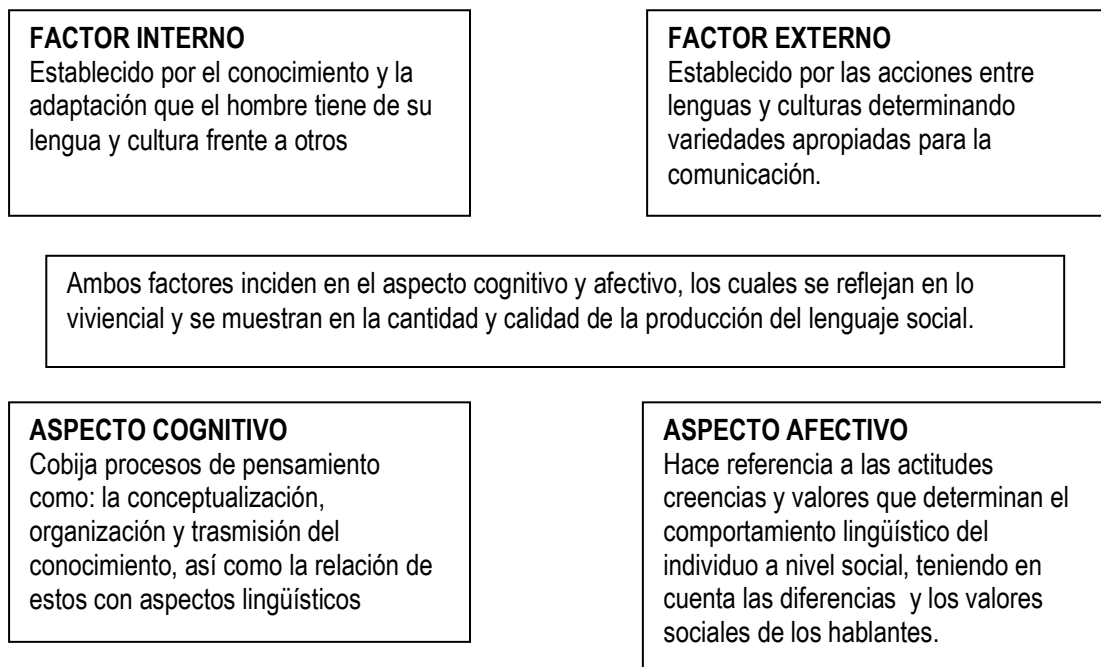 FACTOR INTERNO
Establecido por el conocimiento y la
adaptación que el hombre tiene de su
lengua y cultura frente a otros
FACTOR EXTERNO
Establecido por las acciones entre
lenguas y culturas determinando
variedades apropiadas para la
comunicación.
Ambos factores inciden en el aspecto cognitivo y afectivo, los cuales se reflejan en lo
viviencial y se muestran en la cantidad y calidad de la producción del lenguaje social.
ASPECTO COGNITIVO
Cobija procesos de pensamiento
como: la conceptualización,
organización y trasmisión del
conocimiento, así como la relación de
estos con aspectos lingüísticos
ASPECTO AFECTIVO
Hace referencia a las actitudes
creencias y valores que determinan el
comportamiento lingüístico del
individuo a nivel social, teniendo en
cuenta las diferencias  y los valores
sociales de los hablantes.